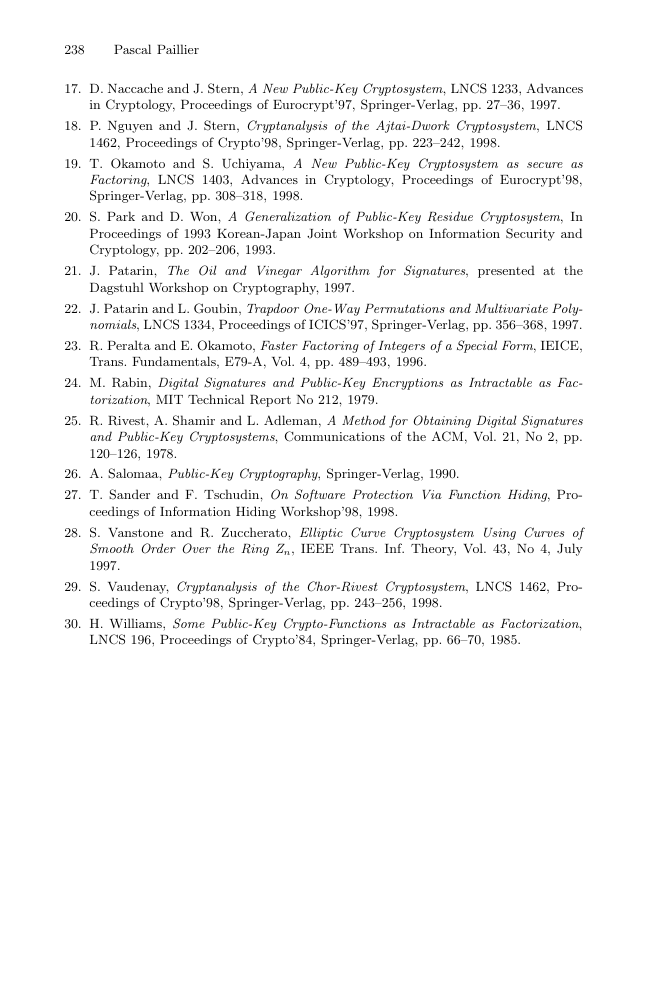 238 Pascal Paillier
17. D. Naccache and J. Stern, A New Public-Key Cryptosystem, LNCS 1233, Advances
in Cryptology, Proceedings of Eurocrypt'97, Springer-Verlag, pp. 27–36, 1997.
18. P. Nguyen and J. Stern, Cryptanalysis of the Ajtai-Dwork Cryptosystem, LNCS
1462, Proceedings of Crypto'98, Springer-Verlag, pp. 223–242, 1998.
19. T. Okamoto and S. Uchiyama, A New Public-Key Cryptosystem as secure as
Factoring, LNCS 1403, Advances in Cryptology, Proceedings of Eurocrypt'98,
Springer-Verlag, pp. 308–318, 1998.
20. S. Park and D. Won, A Generalization of Public-Key Residue Cryptosystem, In
Proceedings of 1993 Korean-Japan Joint Workshop on Information Security and
Cryptology, pp. 202–206, 1993.
21. J. Patarin, The Oil and Vinegar Algorithm for Signatures, presented at the
Dagstuhl Workshop on Cryptography, 1997.
22. J. Patarin and L. Goubin, Trapdoor One-Way Permutations and Multivariate Poly-
nomials, LNCS 1334, Proceedings of ICICS'97, Springer-Verlag, pp. 356–368, 1997.
23. R. Peralta and E. Okamoto, Faster Factoring of Integers of a Special Form, IEICE,
Trans. Fundamentals, E79-A, Vol. 4, pp. 489–493, 1996.
24. M. Rabin, Digital Signatures and Public-Key Encryptions as Intractable as Fac-
torization, MIT Technical Report No 212, 1979.
25. R. Rivest, A. Shamir and L. Adleman, A Method for Obtaining Digital Signatures
and Public-Key Cryptosystems, Communications of the ACM, Vol. 21, No 2, pp.
120–126, 1978.
26. A. Salomaa, Public-Key Cryptography, Springer-Verlag, 1990.
27. T. Sander and F. Tschudin, On Software Protection Via Function Hiding, Pro-
ceedings of Information Hiding Workshop'98, 1998.
28. S. Vanstone and R. Zuccherato, Elliptic Curve Cryptosystem Using Curves of
Smooth Order Over the Ring Zn, IEEE Trans. Inf. Theory, Vol. 43, No 4, July
1997.
29. S. Vaudenay, Cryptanalysis of the Chor-Rivest Cryptosystem, LNCS 1462, Pro-
ceedings of Crypto'98, Springer-Verlag, pp. 243–256, 1998.
30. H. Williams, Some Public-Key Crypto-Functions as Intractable as Factorization,
LNCS 196, Proceedings of Crypto'84, Springer-Verlag, pp. 66–70, 1985.